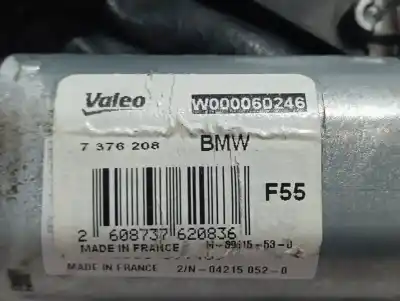 Valeo W000060246
7 376 208 BMW
F55
2 608737 620836
MADE IN FRANCE
MADE IN FRANCE 2/N -04215 052-0